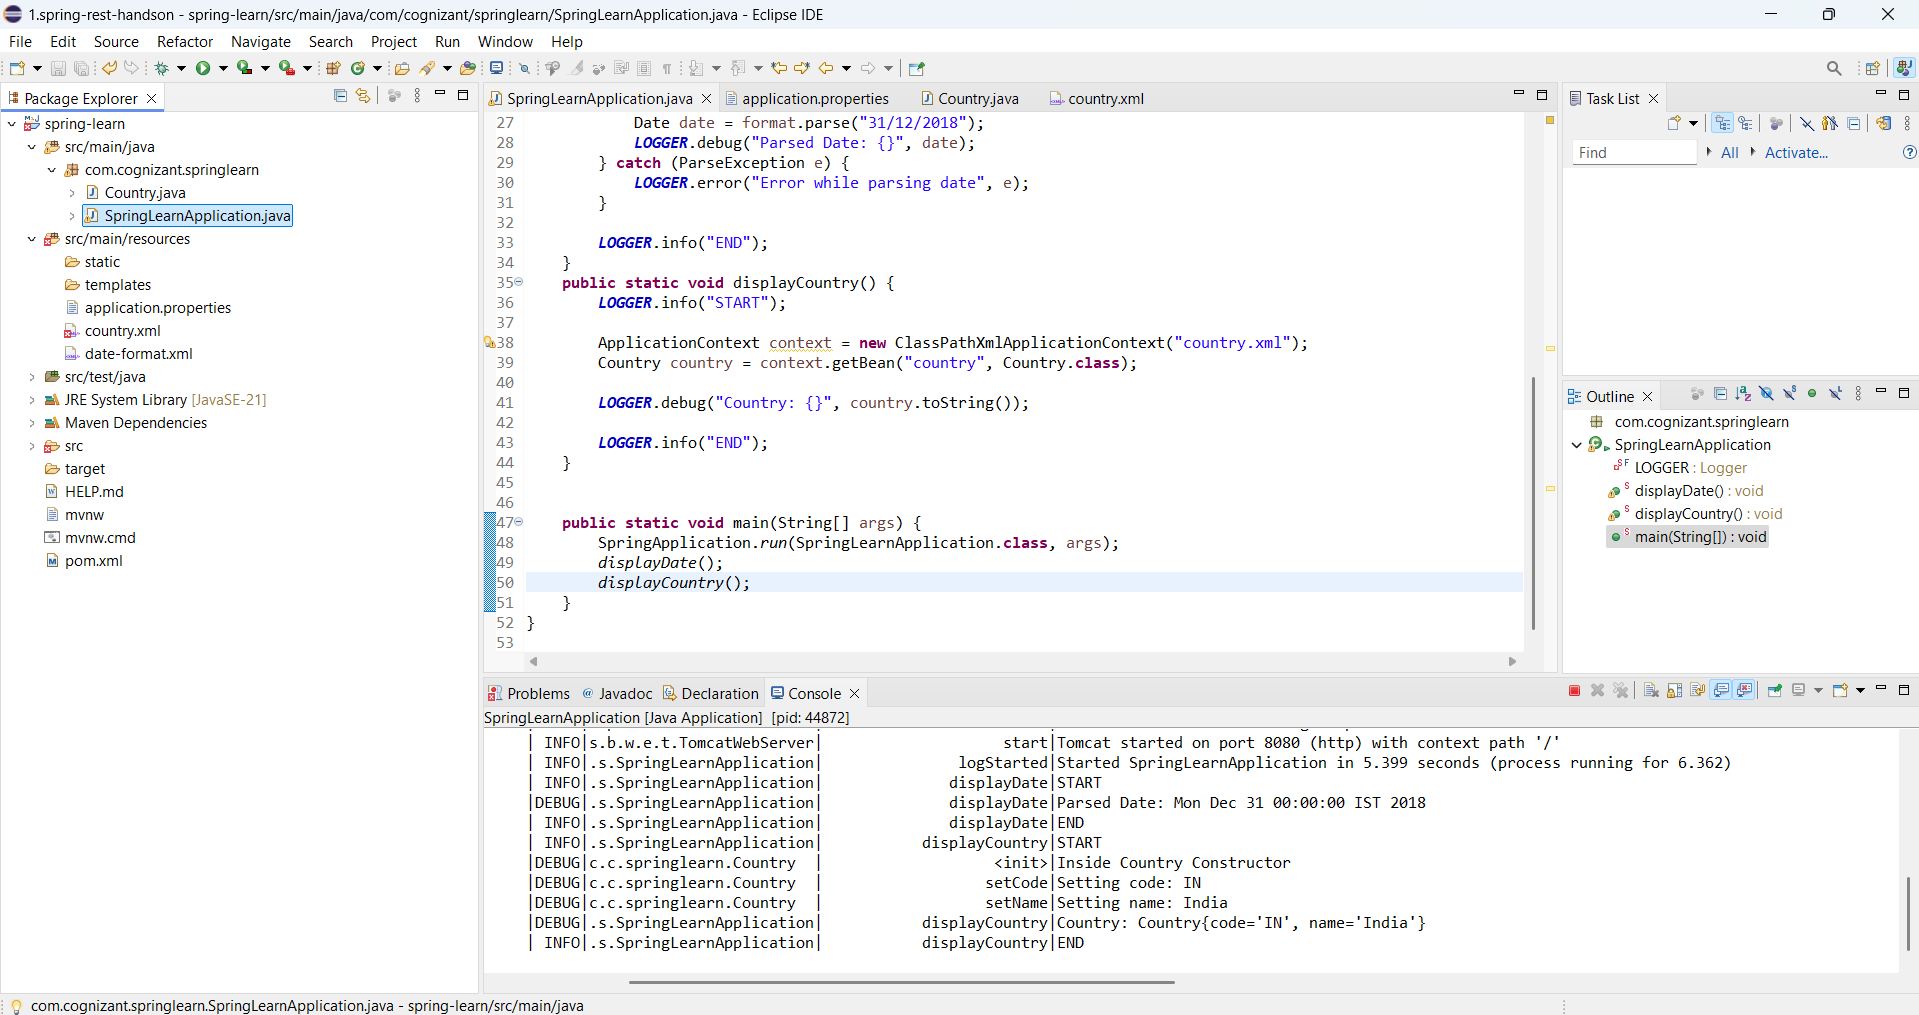 1.spring-rest-handson - spring-learn/src/main/java/com/cognizant/springlearn/SpringLearnApplication.java - Eclipse IDE
File Edit Source Refactor Navigate Search Project Run Window Help
Package Explorer
spring-learn
src/main/java
com.cognizant.springlearn
Country.java
SpringLearnApplication.java
src/main/resources
static
templates
application.properties
country.xml
date-format.xml
src/test/java
JRE System Library [JavaSE-21]
Maven Dependencies
src
target
HELP.md
mvnw
mvnw.cmd
pom.xml
SpringLearnApplication.java application.properties Country.java country.xml
27 Date date = format.parse("31/12/2018");
28 LOGGER.debug("Parsed Date: {}", date);
29 } catch (ParseException e) {
30 LOGGER.error("Error while parsing date", e);
31 }
32
33 LOGGER.info("END");
34 }
35 public static void displayCountry() {
36 LOGGER.info("START");
37
38 ApplicationContext context = new ClassPathXmlApplicationContext("country.xml");
39 Country country = context.getBean("country", Country.class);
40
41 LOGGER.debug("Country: {}", country.toString());
42
43 LOGGER.info("END");
44 }
45
46
47 public static void main(String[] args) {
48 SpringApplication.run(SpringLearnApplication.class, args);
49 displayDate();
50 displayCountry();
51 }
52 }
53
Task List
Find All Activate...
Outline
com.cognizant.springlearn
SpringLearnApplication
LOGGER : Logger
displayDate() : void
displayCountry() : void
main(String[]) : void
Problems Javadoc Declaration Console
SpringLearnApplication [Java Application] [pid: 44872]
| INFO|s.b.w.e.t.TomcatWebServer| start|Tomcat started on port 8080 (http) with context path '/'
| INFO|.s.SpringLearnApplication| logStarted|Started SpringLearnApplication in 5.399 seconds (process running for 6.362)
| INFO|.s.SpringLearnApplication| displayDate|START
|DEBUG|.s.SpringLearnApplication| displayDate|Parsed Date: Mon Dec 31 00:00:00 IST 2018
| INFO|.s.SpringLearnApplication| displayDate|END
| INFO|.s.SpringLearnApplication| displayCountry|START
|DEBUG|c.c.springlearn.Country | <init>|Inside Country Constructor
|DEBUG|c.c.springlearn.Country | setCode|Setting code: IN
|DEBUG|c.c.springlearn.Country | setName|Setting name: India
|DEBUG|.s.SpringLearnApplication| displayCountry|Country: Country{code='IN', name='India'}
| INFO|.s.SpringLearnApplication| displayCountry|END
com.cognizant.springlearn.SpringLearnApplication.java - spring-learn/src/main/java